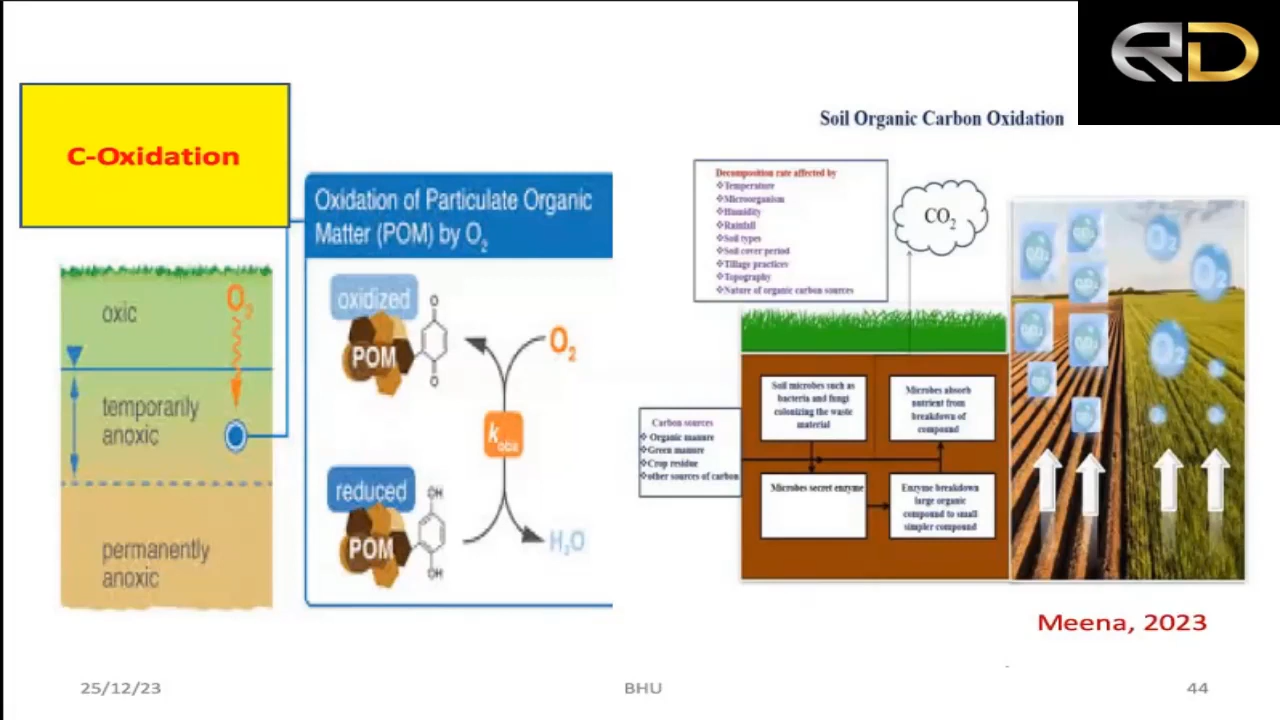 RD
C-Oxidation
Soil Organic Carbon Oxidation
Oxidation of Particulate Organic
Matter (POM) by O₂
oxic
O₂
temporarily
anoxic
permanently
anoxic
oxidized
POM
O
O
O₂
reduced
POM
OH
OH
H₂O
Decomposition rate affected by
❖Temperature
❖Microorganism
❖Humidity
❖Rainfall
❖Soil types
❖Soil cover period
❖Tillage practices
❖Topography
❖Nature of organic carbon sources
CO₂
Carbon sources
❖ Organic manure
❖Green manure
❖Crop residue
❖other sources of carbon
Soil microbes such as
bacteria and fungi
colonizing the waste
material
Microbes absorb
nutrient from
breakdown of
compound
Microbes secret enzyme
Enzyme breakdown
large organic
compound to small
simpler compound
O₂
O₂
O₂
Meena, 2023
25/12/23
BHU
44